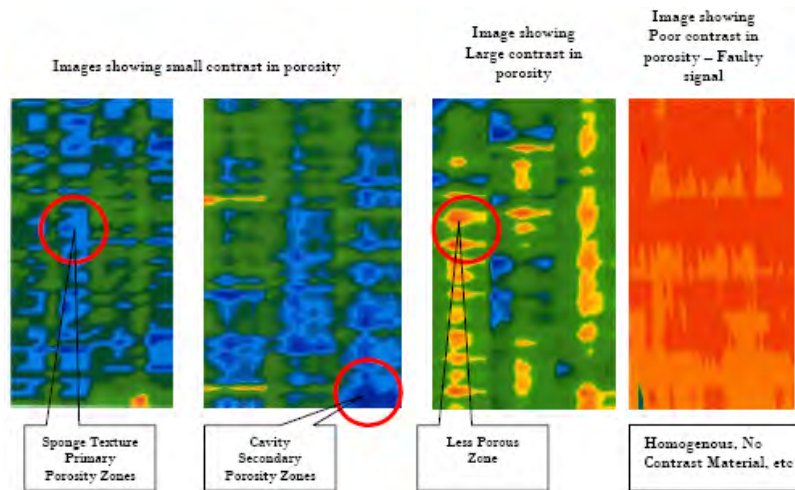 Images showing small contrast in porosity
Image showing
Large contrast in
porosity
Image showing
Poor contrast in
porosity – Faulty
signal
Sponge Texture
Primary
Porosity Zones
Cavity
Secondary
Porosity Zones
Less Porous
Zone
Homogenous, No
Contrast Material, etc